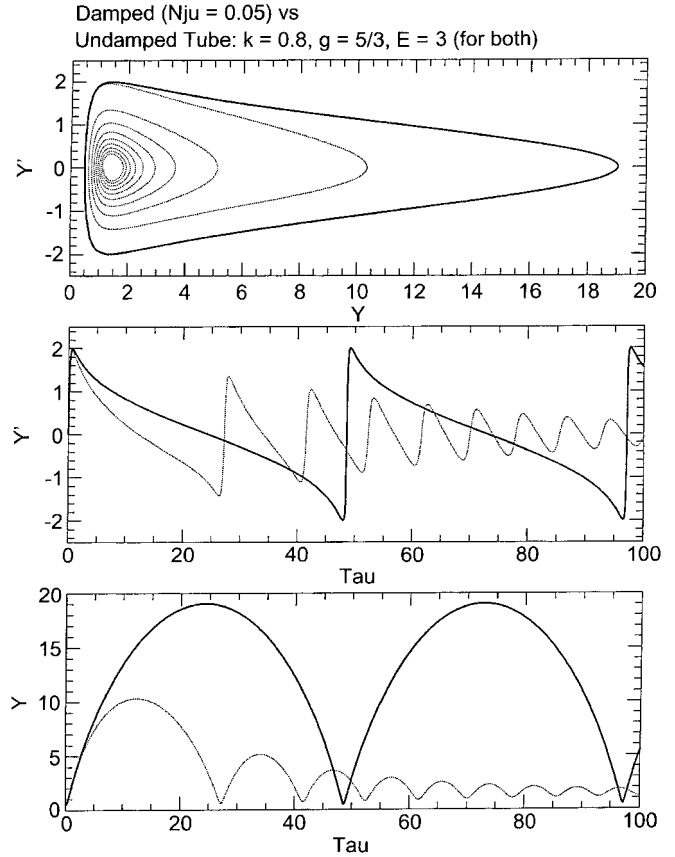 Damped (Nju = 0.05) vs
Undamped Tube: k = 0.8, g = 5/3, E = 3 (for both)
2
1
0
-1
-2
Y'
0 2 4 6 8 10 12 14 16 18 20
Y
2
1
0
-1
-2
Y'
0 20 40 60 80 100
Tau
20
15
10
5
0
Y
0 20 40 60 80 100
Tau